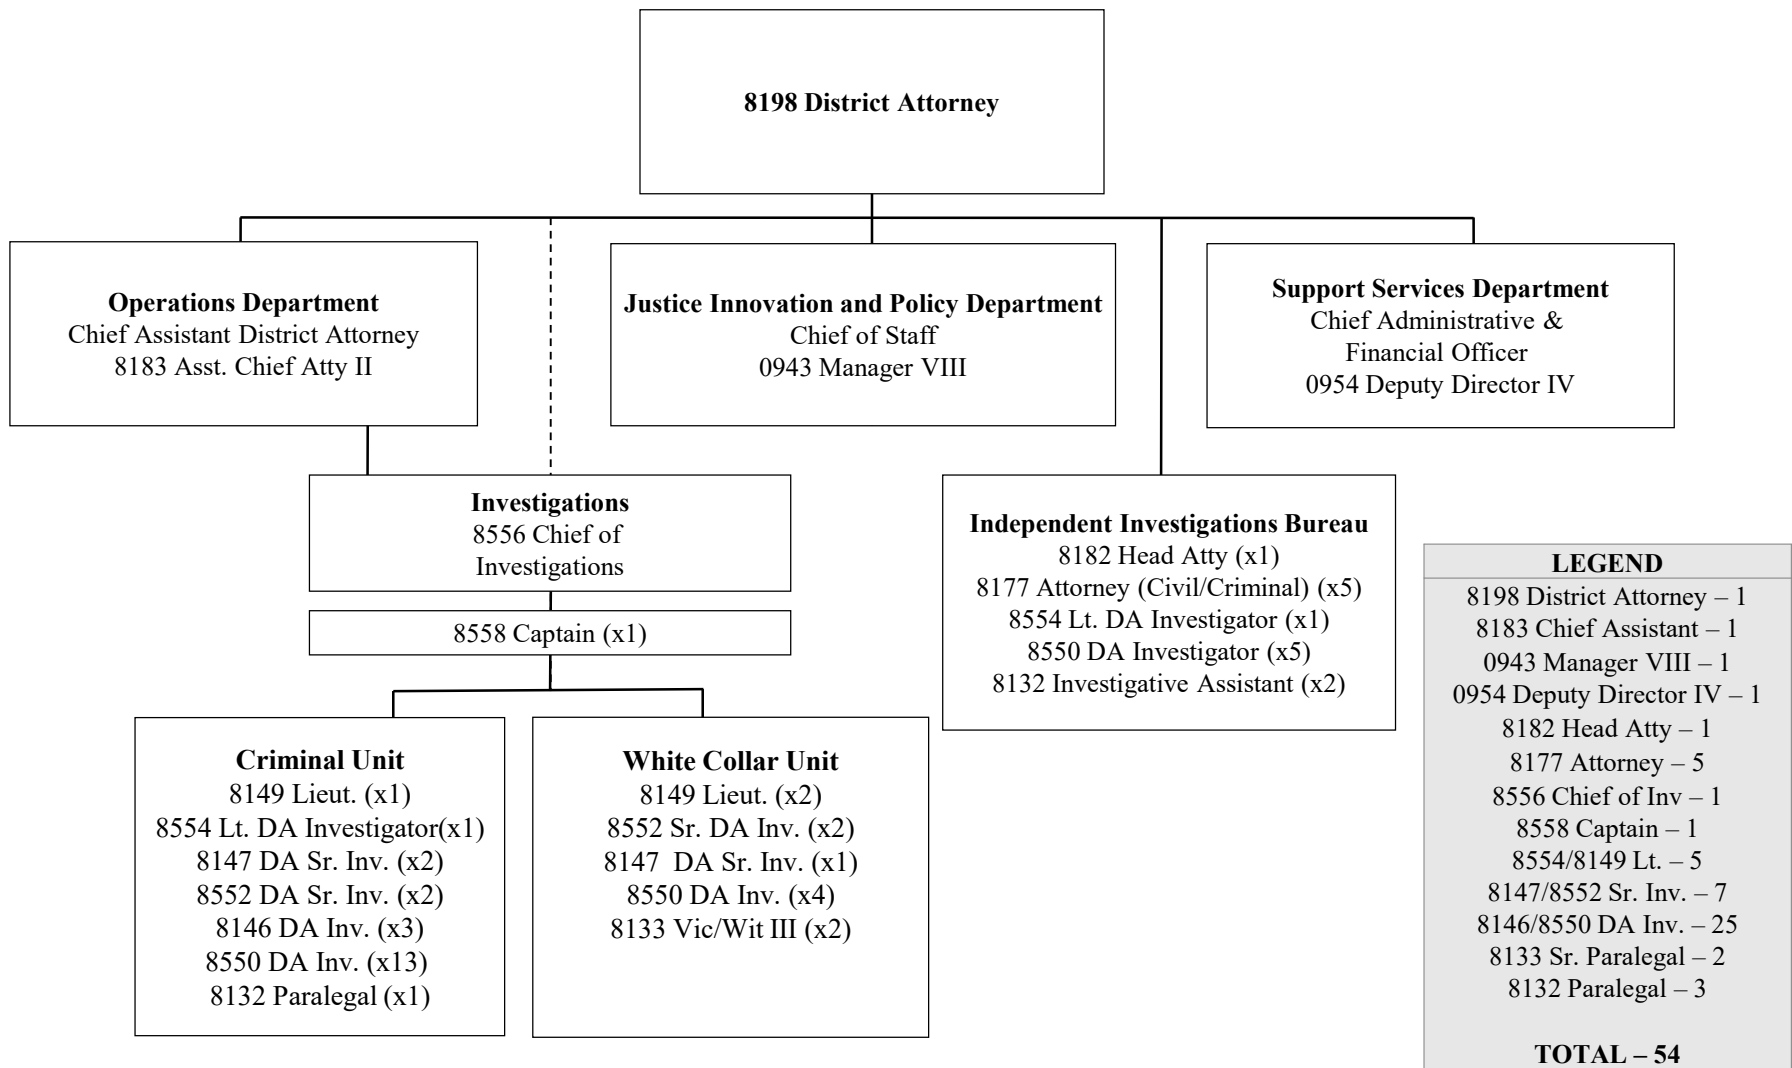 8198 District Attorney
Operations Department
Chief Assistant District Attorney
8183 Asst. Chief Atty II
Justice Innovation and Policy Department
Chief of Staff
0943 Manager VIII
Support Services Department
Chief Administrative &
Financial Officer
0954 Deputy Director IV
Investigations
8556 Chief of
Investigations
8558 Captain (x1)
Independent Investigations Bureau
8182 Head Atty (x1)
8177 Attorney (Civil/Criminal) (x5)
8554 Lt. DA Investigator (x1)
8550 DA Investigator (x5)
8132 Investigative Assistant (x2)
Criminal Unit
8149 Lieut. (x1)
8554 Lt. DA Investigator(x1)
8147 DA Sr. Inv. (x2)
8552 DA Sr. Inv. (x2)
8146 DA Inv. (x3)
8550 DA Inv. (x13)
8132 Paralegal (x1)
White Collar Unit
8149 Lieut. (x2)
8552 Sr. DA Inv. (x2)
8147  DA Sr. Inv. (x1)
8550 DA Inv. (x4)
8133 Vic/Wit III (x2)
LEGEND
8198 District Attorney – 1
8183 Chief Assistant – 1
0943 Manager VIII – 1
0954 Deputy Director IV – 1
8182 Head Atty – 1
8177 Attorney – 5
8556 Chief of Inv – 1
8558 Captain – 1
8554/8149 Lt. – 5
8147/8552 Sr. Inv. – 7
8146/8550 DA Inv. – 25
8133 Sr. Paralegal – 2
8132 Paralegal – 3
TOTAL – 54